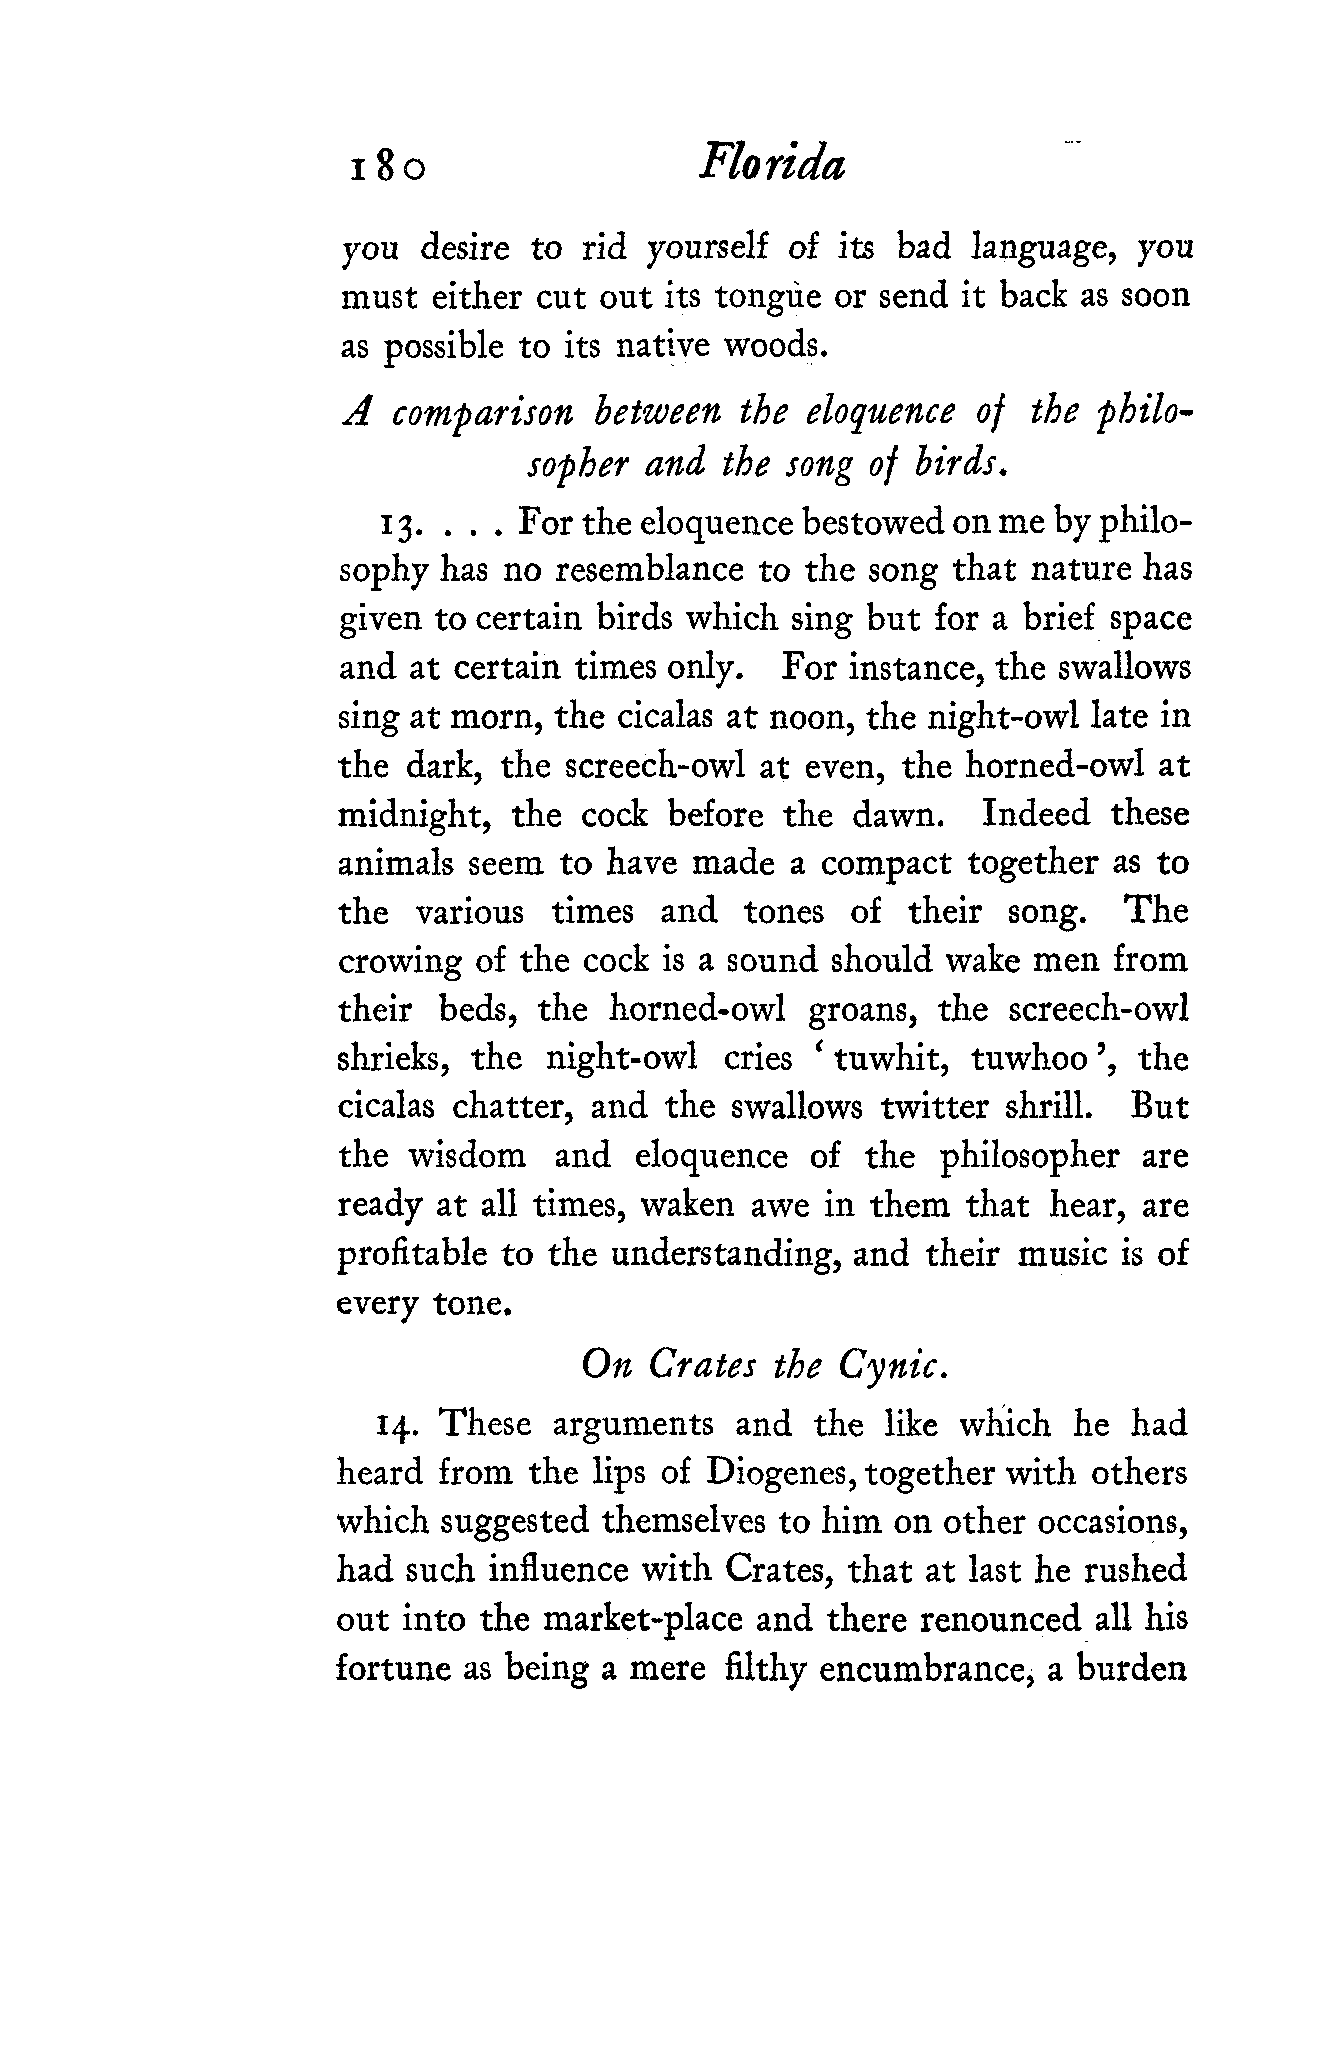 180 Florida
you desire to rid yourself of its bad language, you
must either cut out its tongue or send it back as soon
as possible to its native woods.
A comparison between the eloquence of the philo-
sopher and the song of birds.
13. . . . For the eloquence bestowed on me by philo-
sophy has no resemblance to the song that nature has
given to certain birds which sing but for a brief space
and at certain times only. For instance, the swallows
sing at morn, the cicalas at noon, the night-owl late in
the dark, the screech-owl at even, the horned-owl at
midnight, the cock before the dawn. Indeed these
animals seem to have made a compact together as to
the various times and tones of their song. The
crowing of the cock is a sound should wake men from
their beds, the horned-owl groans, the screech-owl
shrieks, the night-owl cries ‘ tuwhit, tuwhoo ’, the
cicalas chatter, and the swallows twitter shrill. But
the wisdom and eloquence of the philosopher are
ready at all times, waken awe in them that hear, are
profitable to the understanding, and their music is of
every tone.
On Crates the Cynic.
14. These arguments and the like which he had
heard from the lips of Diogenes, together with others
which suggested themselves to him on other occasions,
had such influence with Crates, that at last he rushed
out into the market-place and there renounced all his
fortune as being a mere filthy encumbrance, a burden